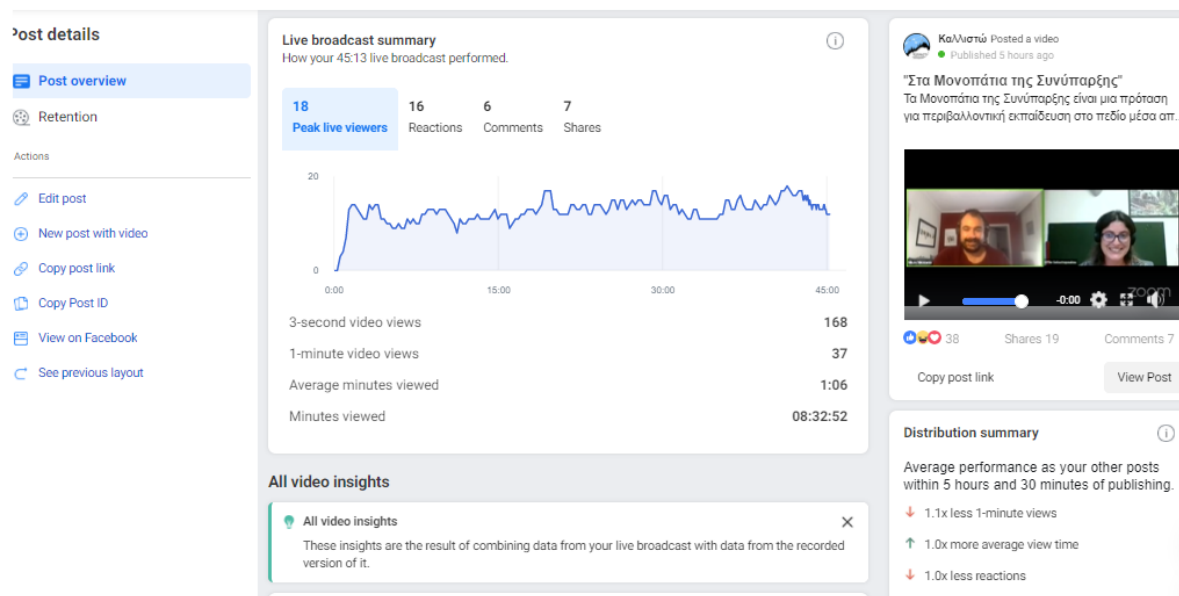 Post details
Post overview
Retention
Actions
Edit post
New post with video
Copy post link
Copy Post ID
View on Facebook
See previous layout
Live broadcast summary
How your 45:13 live broadcast performed.
18 16 6 7
Peak live viewers Reactions Comments Shares
20
0
0:00 15:00 30:00 45:00
3-second video views 168
1-minute video views 37
Average minutes viewed 1:06
Minutes viewed 08:32:52
All video insights
All video insights
These insights are the result of combining data from your live broadcast with data from the recorded
version of it.
Καλλιστώ Posted a video
Published 5 hours ago
"Στα Μονοπάτια της Συνύπαρξης"
Τα Μονοπάτια της Συνύπαρξης είναι μια πρόταση
για περιβαλλοντική εκπαίδευση στο πεδίο μέσα απ..
-0:00
zoom
38 Shares 19 Comments 7
Copy post link View Post
Distribution summary
Average performance as your other posts
within 5 hours and 30 minutes of publishing.
1.1x less 1-minute views
1.0x more average view time
1.0x less reactions